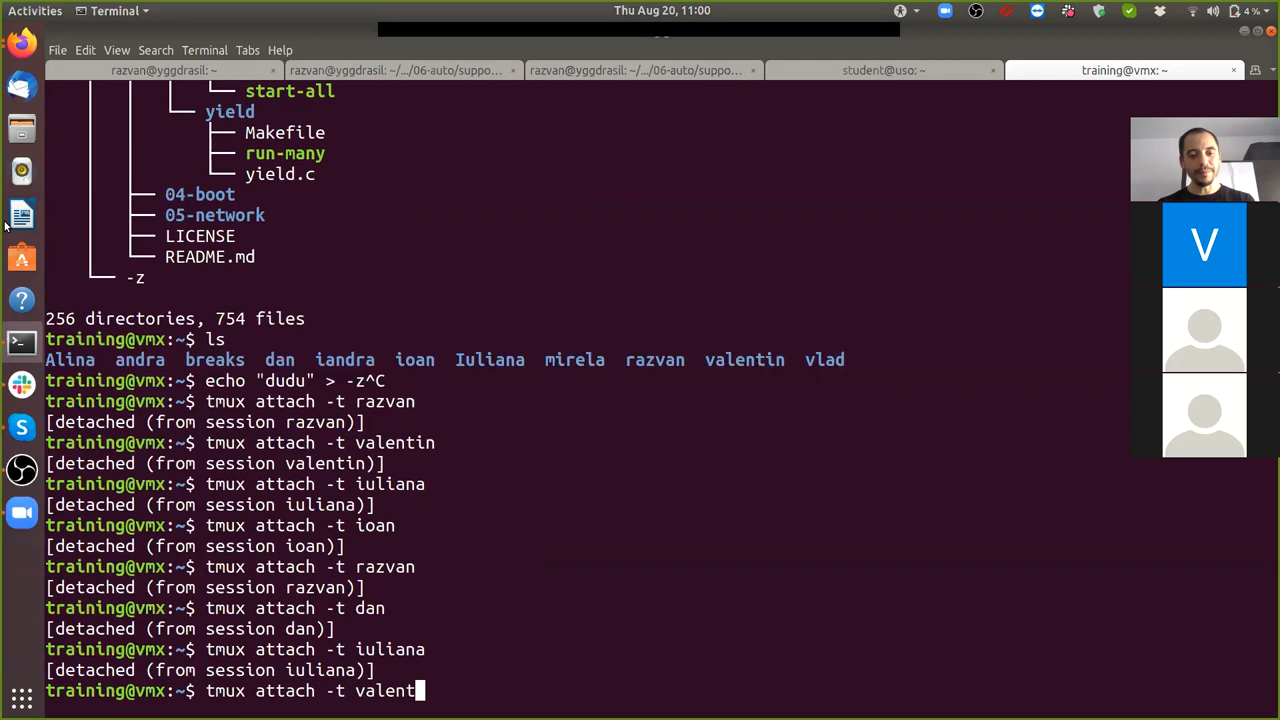 Activities Terminal Thu Aug 20, 11:00 4 %
File Edit View Search Terminal Tabs Help
razvan@yggdrasil: ~ × razvan@yggdrasil: ~/.../06-auto/suppo... × razvan@yggdrasil: ~/.../06-auto/suppo... × student@uso: ~ × training@vmx: ~ ×
start-all
yield
Makefile
run-many
yield.c
04-boot
05-network
LICENSE
README.md
-z
256 directories, 754 files
training@vmx:~$ ls
Alina andra breaks dan iandra ioan Iuliana mirela razvan valentin vlad
training@vmx:~$ echo "dudu" > -z^C
training@vmx:~$ tmux attach -t razvan
[detached (from session razvan)]
training@vmx:~$ tmux attach -t valentin
[detached (from session valentin)]
training@vmx:~$ tmux attach -t iuliana
[detached (from session iuliana)]
training@vmx:~$ tmux attach -t ioan
[detached (from session ioan)]
training@vmx:~$ tmux attach -t razvan
[detached (from session razvan)]
training@vmx:~$ tmux attach -t dan
[detached (from session dan)]
training@vmx:~$ tmux attach -t iuliana
[detached (from session iuliana)]
training@vmx:~$ tmux attach -t valent
V